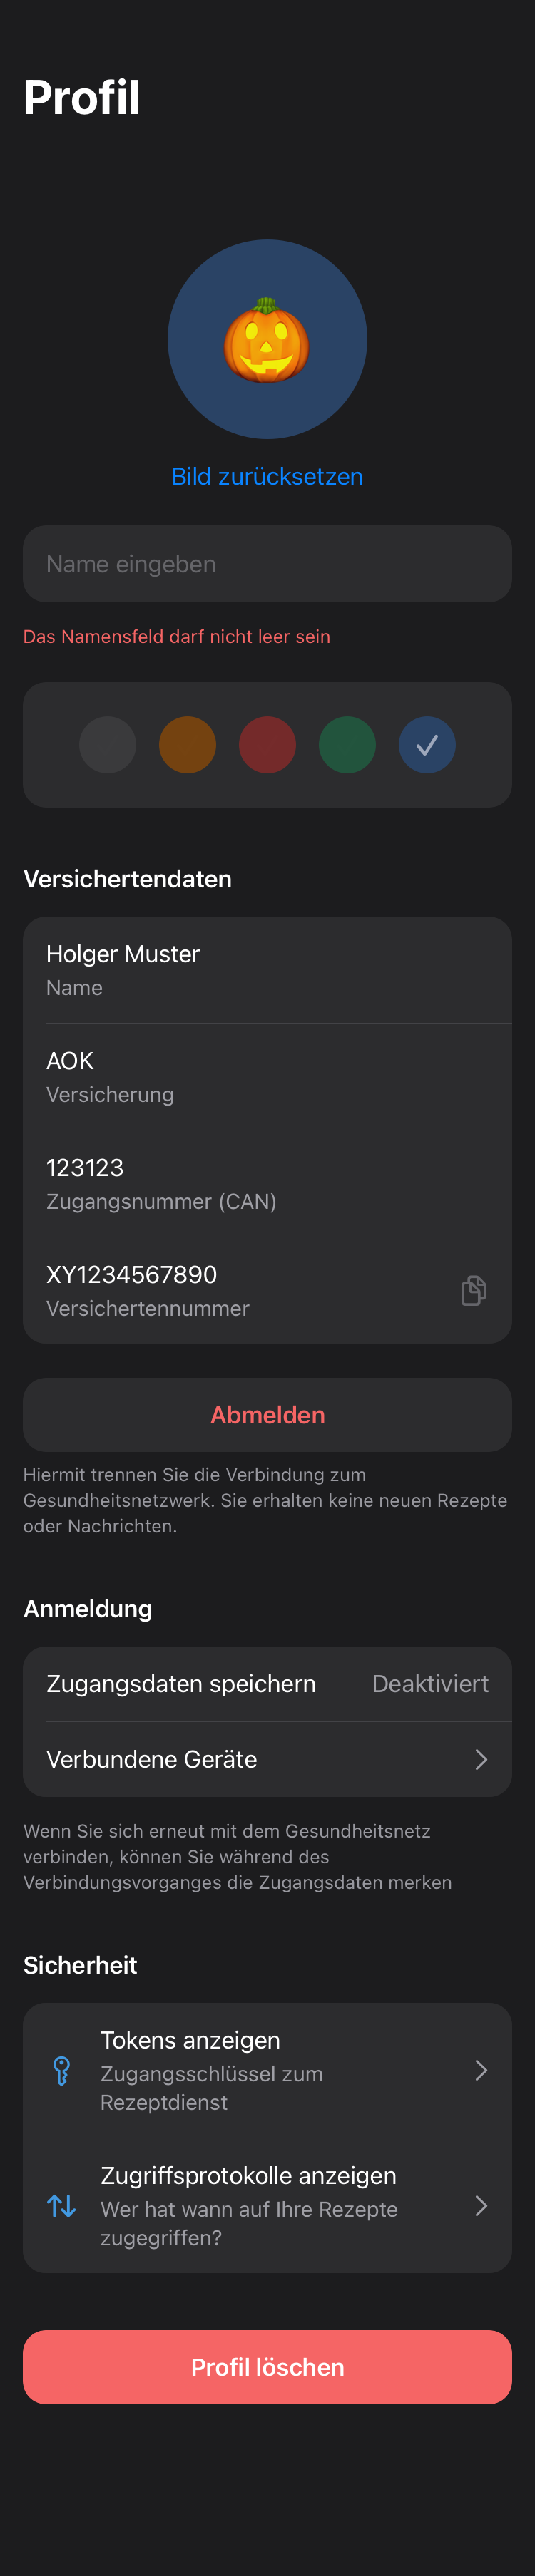 Profil
Bild zurücksetzen
Name eingeben
Das Namensfeld darf nicht leer sein
Versichertendaten
Holger Muster
Name
AOK
Versicherung
123123
Zugangsnummer (CAN)
XY1234567890
Versichertennummer
Abmelden
Hiermit trennen Sie die Verbindung zum
Gesundheitsnetzwerk. Sie erhalten keine neuen Rezepte
oder Nachrichten.
Anmeldung
Zugangsdaten speichern Deaktiviert
Verbundene Geräte
Wenn Sie sich erneut mit dem Gesundheitsnetz
verbinden, können Sie während des
Verbindungsvorganges die Zugangsdaten merken
Sicherheit
Tokens anzeigen
Zugangsschlüssel zum
Rezeptdienst
Zugriffsprotokolle anzeigen
Wer hat wann auf Ihre Rezepte
zugegriffen?
Profil löschen